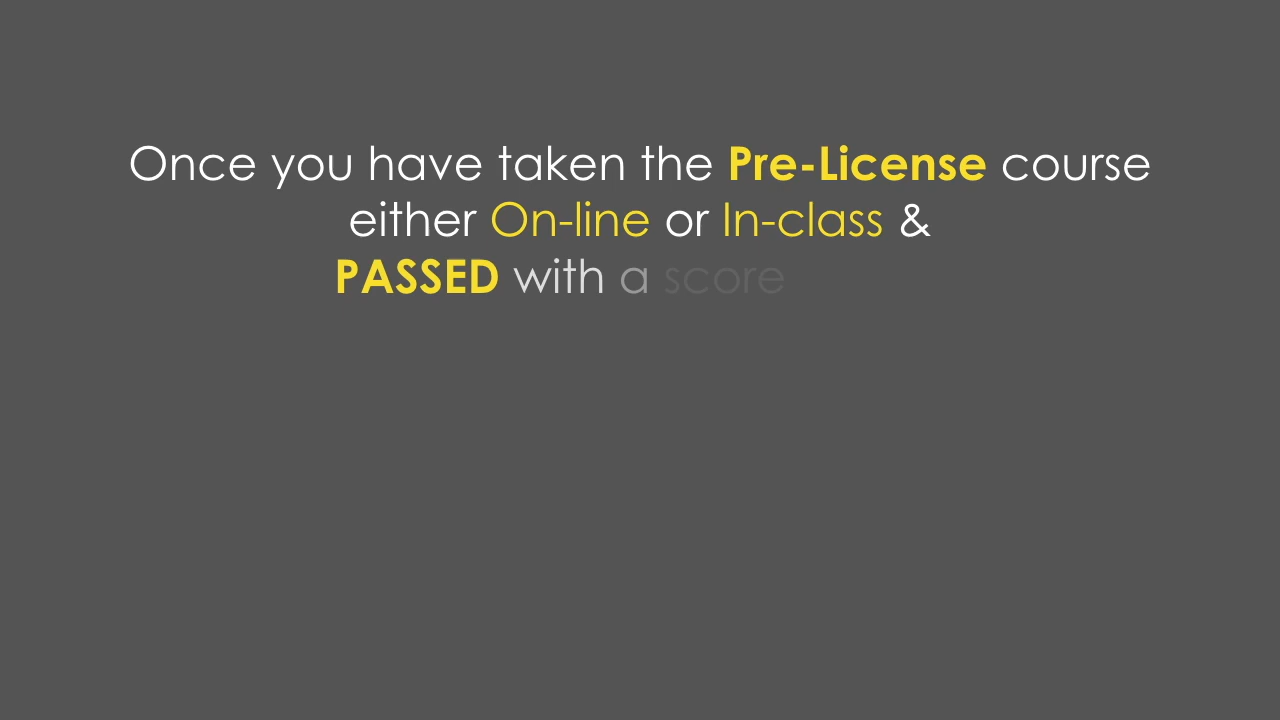 Once you have taken the Pre-License course
either On-line or In-class &
PASSED with a score